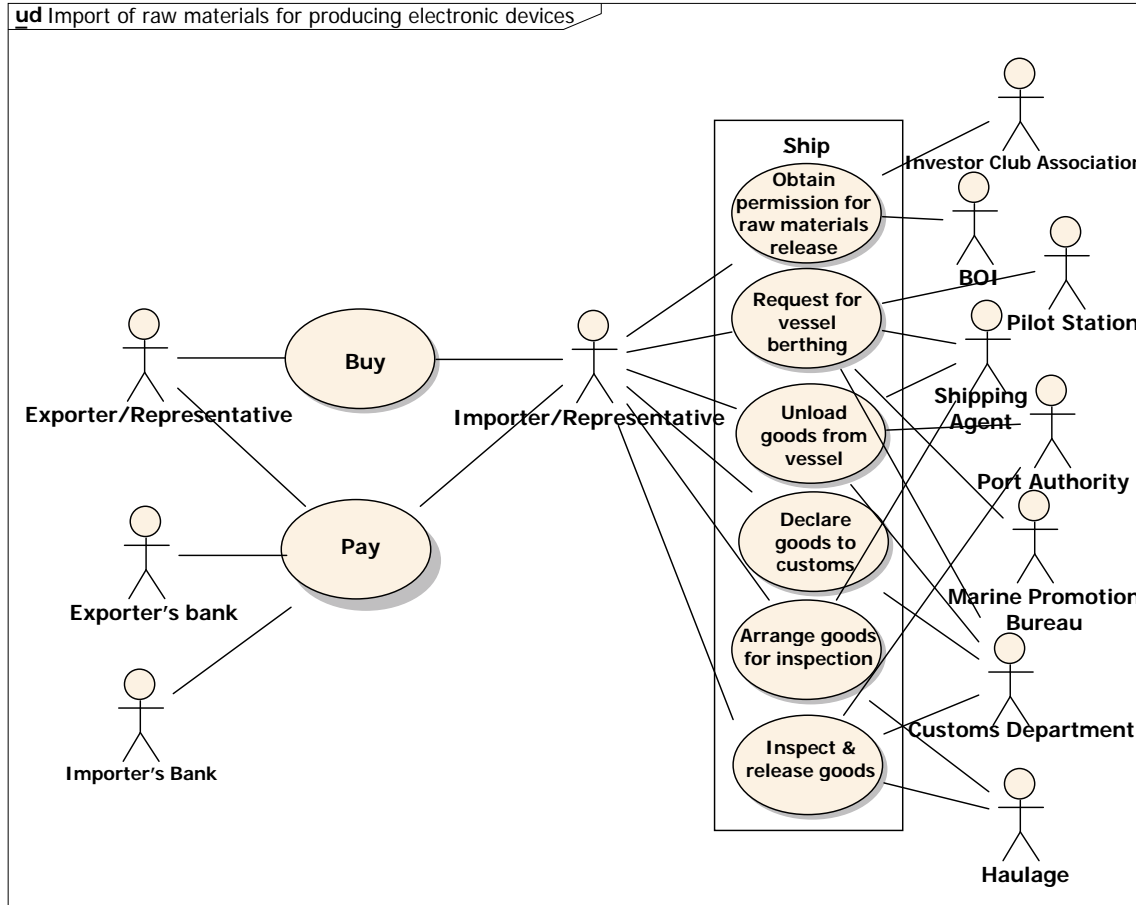 ud Import of raw materials for producing electronic devices
Ship
Investor Club Association
Obtain
permission for
raw materials
release
BOI
Pilot Station
Request for
vessel
berthing
Exporter/Representative
Buy
Importer/Representative
Shipping
Agent
Unload
goods from
vessel
Port Authority
Declare
goods to
customs
Pay
Exporter's bank
Marine Promotion
Bureau
Arrange goods
for inspection
Customs Department
Importer's Bank
Inspect &
release goods
Haulage